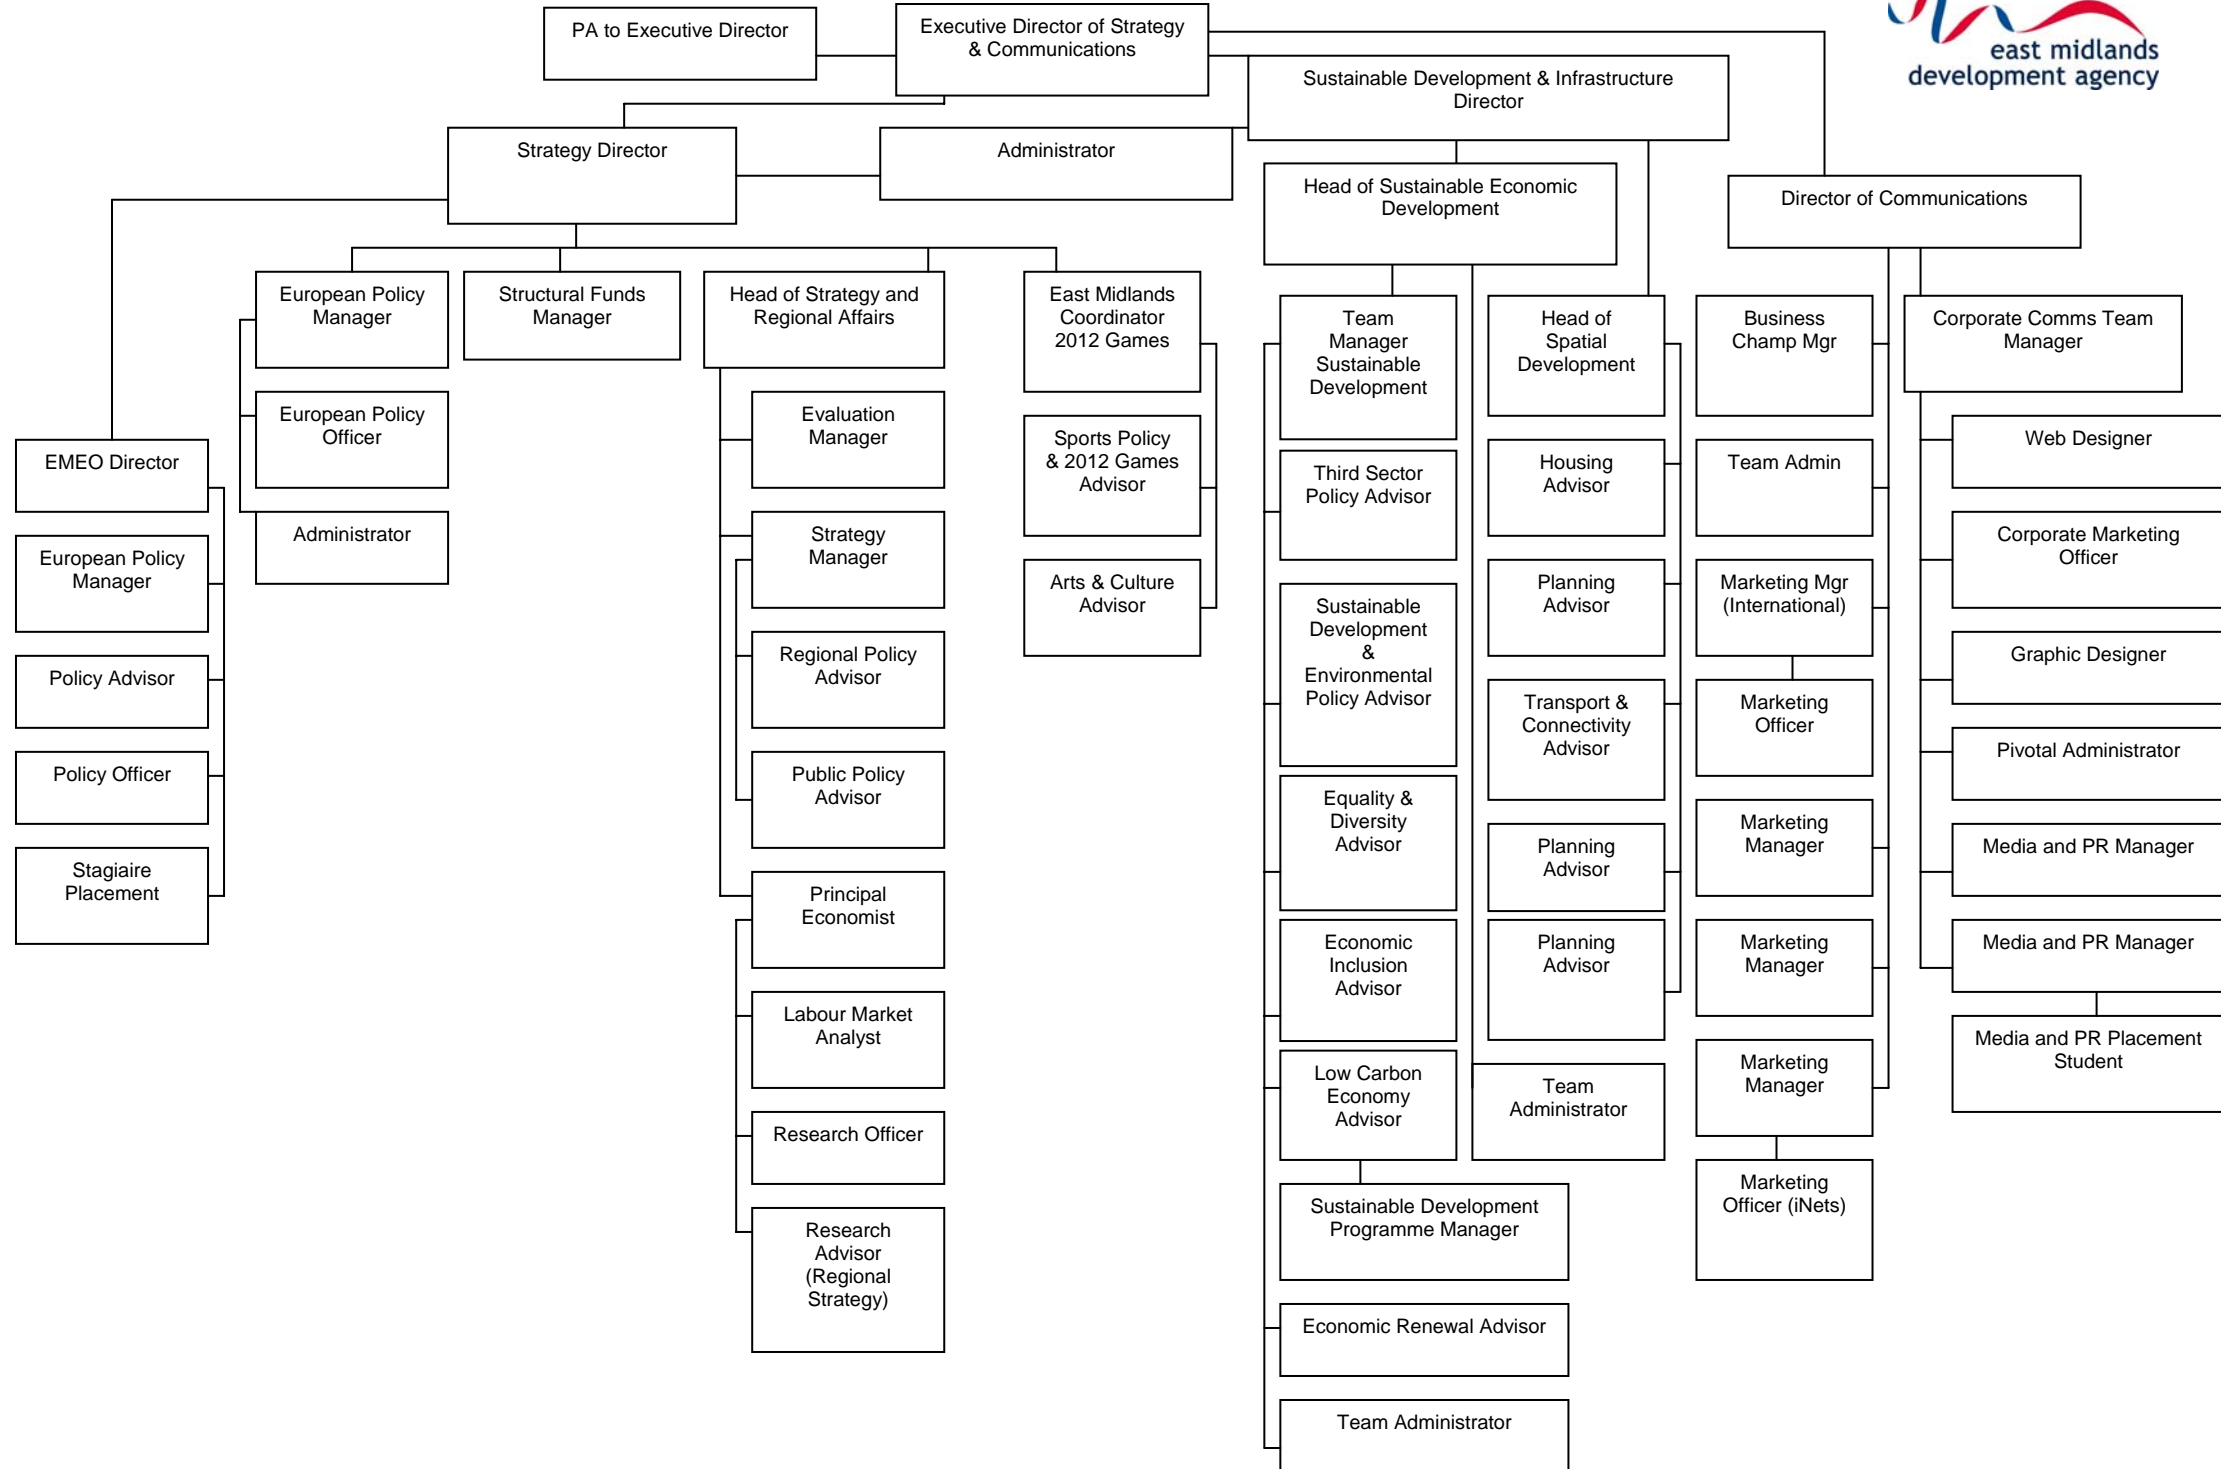 PA to Executive Director
Executive Director of Strategy
& Communications
east midlands
development agency
Sustainable Development & Infrastructure
Director
Strategy Director
Administrator
Head of Sustainable Economic
Development
Director of Communications
European Policy
Manager
Structural Funds
Manager
Head of Strategy and
Regional Affairs
East Midlands
Coordinator
2012 Games
Team
Manager
Sustainable
Development
Head of
Spatial
Development
Business
Champ Mgr
Corporate Comms Team
Manager
European Policy
Officer
Administrator
EMEO Director
European Policy
Manager
Policy Advisor
Policy Officer
Stagiaire
Placement
Evaluation
Manager
Strategy
Manager
Regional Policy
Advisor
Public Policy
Advisor
Principal
Economist
Labour Market
Analyst
Research Officer
Research
Advisor
(Regional
Strategy)
Sports Policy
& 2012 Games
Advisor
Arts & Culture
Advisor
Third Sector
Policy Advisor
Sustainable
Development
&
Environmental
Policy Advisor
Equality &
Diversity
Advisor
Economic
Inclusion
Advisor
Low Carbon
Economy
Advisor
Sustainable Development
Programme Manager
Economic Renewal Advisor
Team Administrator
Housing
Advisor
Planning
Advisor
Transport &
Connectivity
Advisor
Planning
Advisor
Planning
Advisor
Team
Administrator
Team Admin
Marketing Mgr
(International)
Marketing
Officer
Marketing
Manager
Marketing
Manager
Marketing
Manager
Marketing
Officer (iNets)
Web Designer
Corporate Marketing
Officer
Graphic Designer
Pivotal Administrator
Media and PR Manager
Media and PR Manager
Media and PR Placement
Student